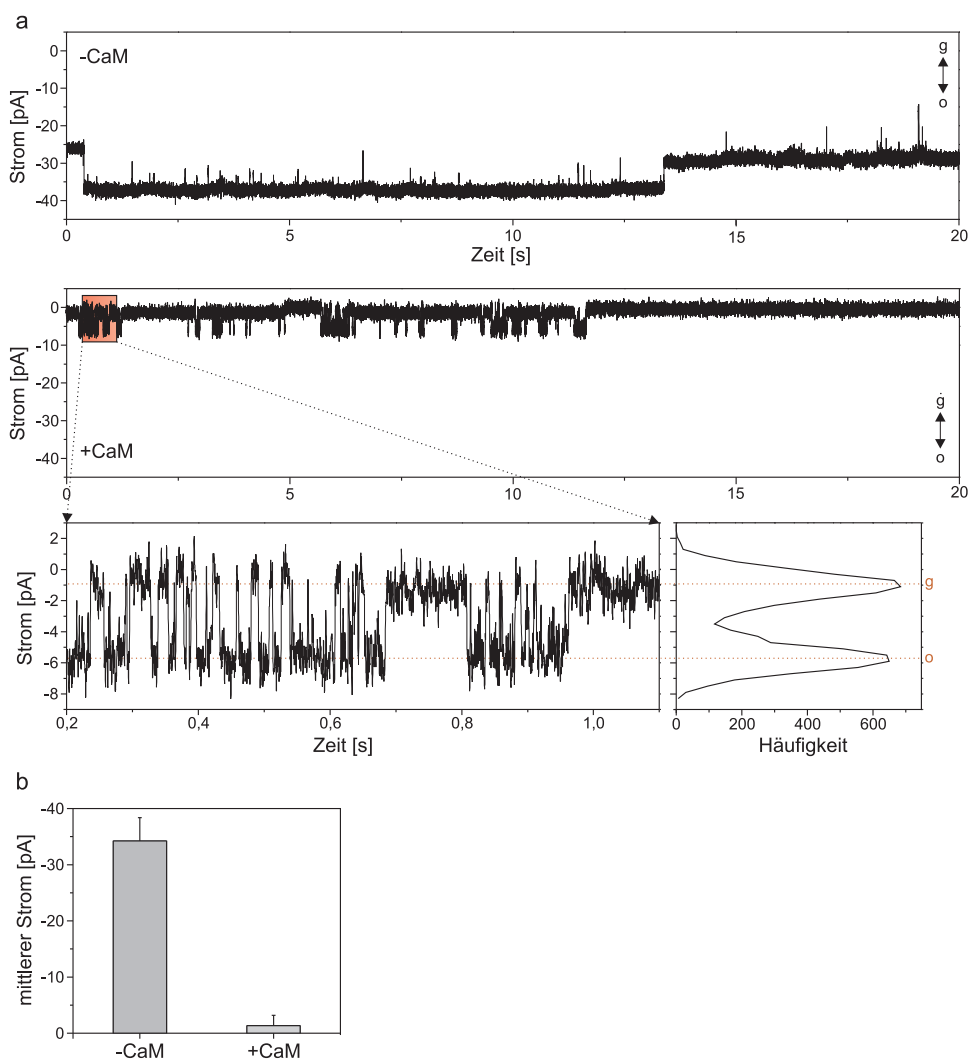 a
-CaM
g
o
Strom [pA]
0
-10
-20
-30
-40
0 5 10 15 20
Zeit [s]
Strom [pA]
0
-10
-20
-30
-40
+CaM
g
o
0 5 10 15 20
Strom [pA]
2
0
-2
-4
-6
-8
0,2 0,4 0,6 0,8 1,0
Zeit [s]
g
o
0 200 400 600
Häufigkeit
b
mittlerer Strom [pA]
-40
-30
-20
-10
0
-CaM +CaM